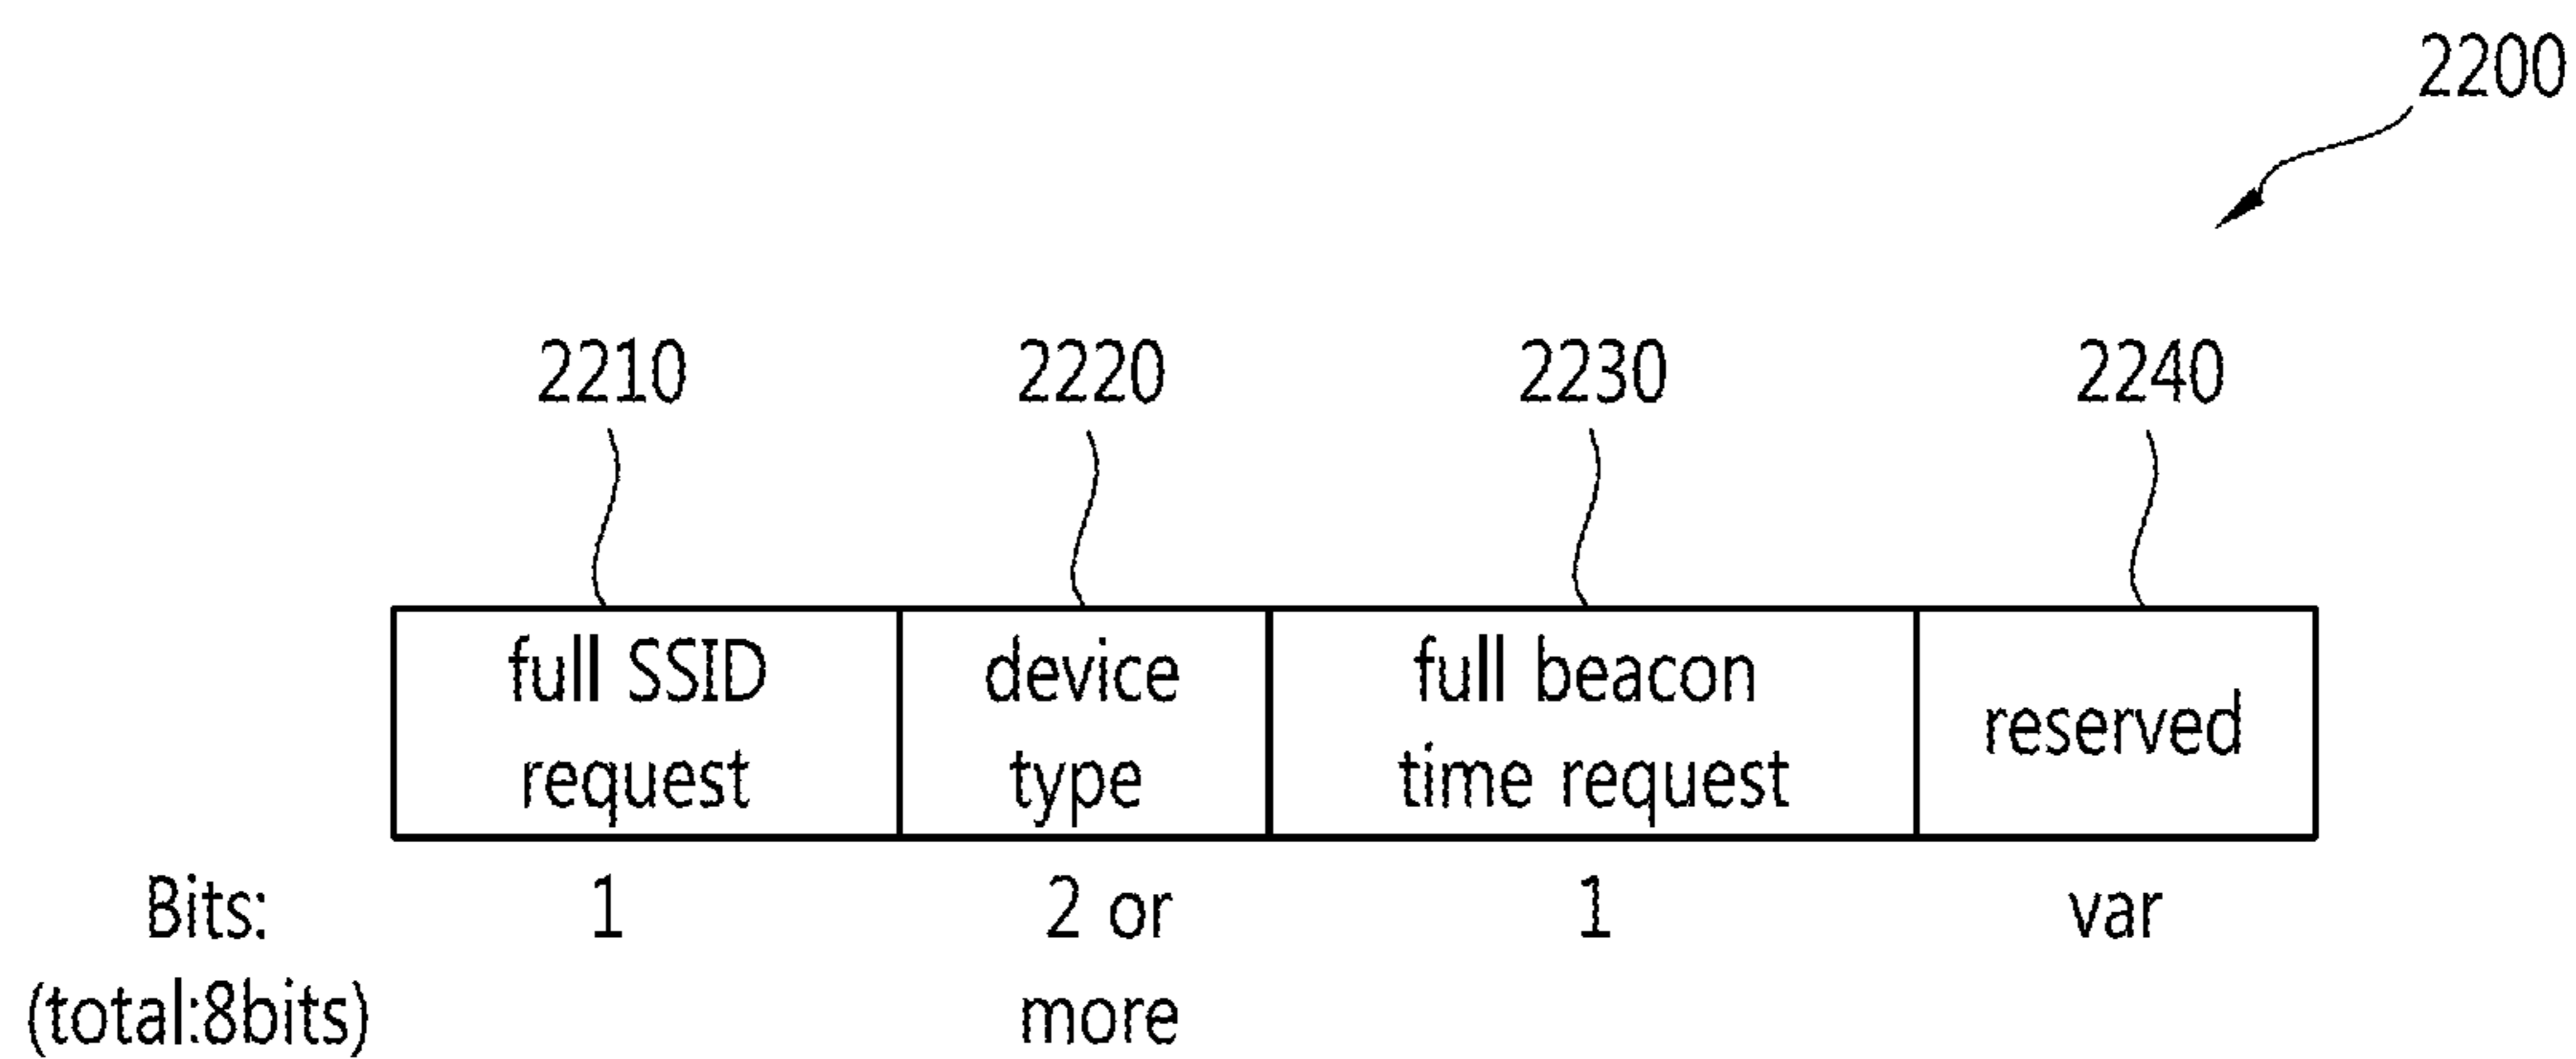 2200
2210 2220 2230 2240
full SSID device full beacon reserved
request type time request
Bits: 1 2 or 1 var
(total:8bits) more